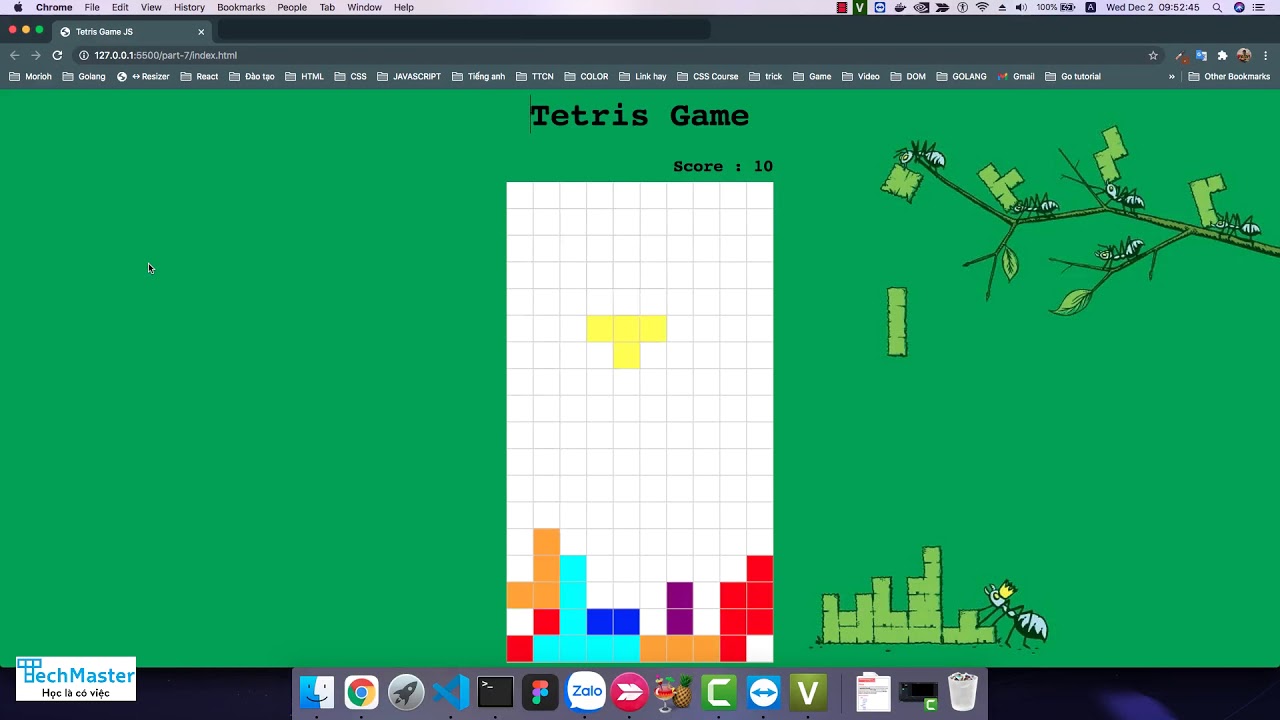 Chrome File Edit View History Bookmarks People Tab Window Help 100% A Wed Dec 2 09:52:45
Tetris Game JS
127.0.0.1:5500/part-7/index.html
Morioh Golang Resizer React Đào tạo HTML CSS JAVASCRIPT Tiếng anh TTCN COLOR Link hay CSS Course trick Game Video DOM GOLANG Gmail Go tutorial » Other Bookmarks
Tetris Game
Score : 10
TechMaster
Học là có việc
Zalo